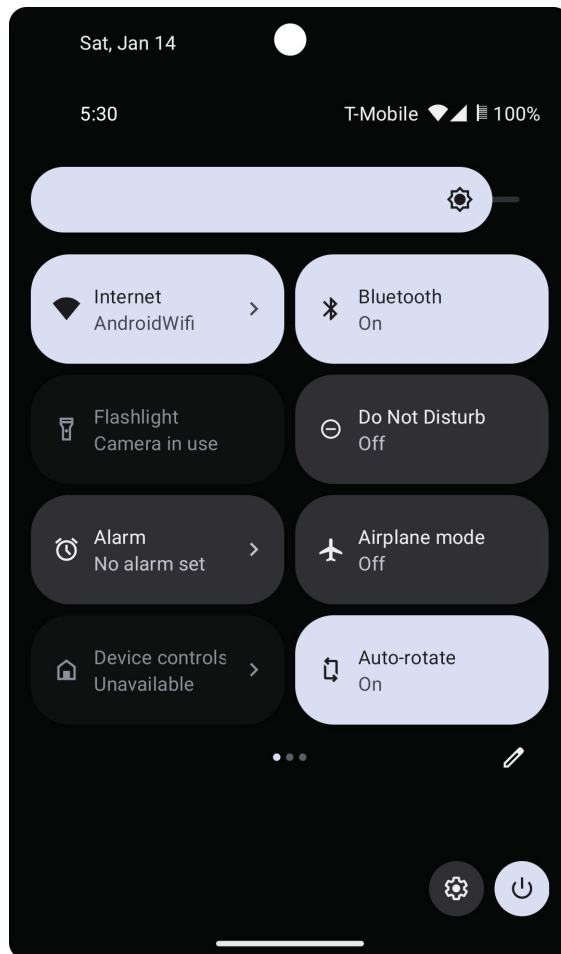 Sat, Jan 14
5:30
T-Mobile 100%
Internet
AndroidWifi
Bluetooth
On
Flashlight
Camera in use
Do Not Disturb
Off
Alarm
No alarm set
Airplane mode
Off
Device controls
Unavailable
Auto-rotate
On